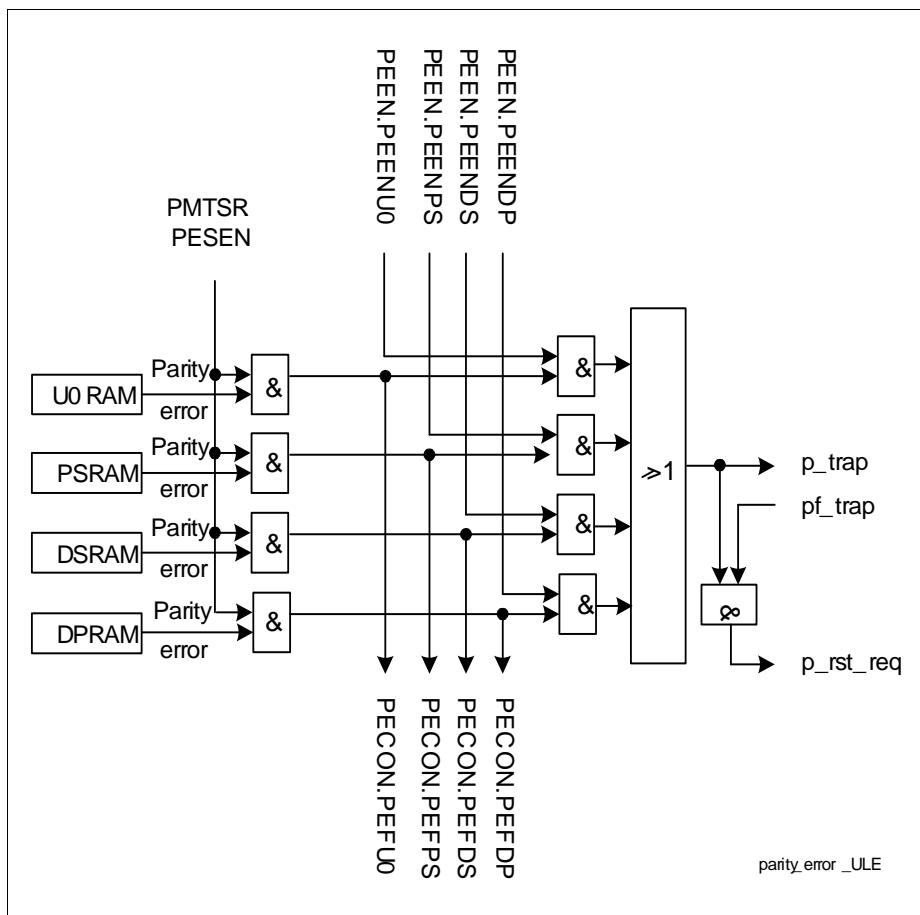 PEEN.PEENU0
PEEN.PEENPS
PEEN.PEENDS
PEEN.PEENDP
PMTSR
PESEN
U0 RAM
Parity
error
&
&
PSRAM
Parity
error
&
&
DSRAM
Parity
error
&
&
DPRAM
Parity
error
&
&
≥1
p_trap
pf_trap
&
p_rst_req
PECON.PEFU0
PECON.PEFPS
PECON.PEFDS
PECON.PEFDP
parity_error _ULE